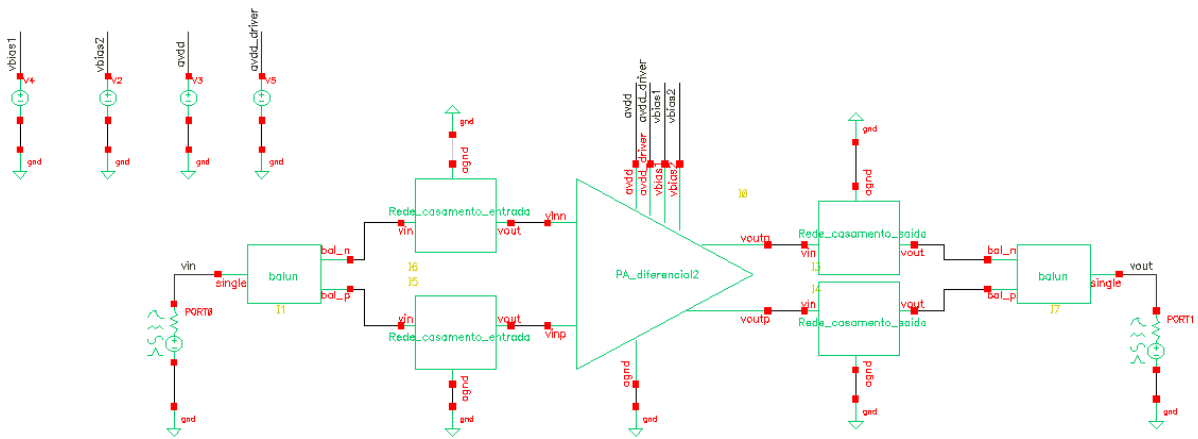 vbias1
vbias2
avdd
avdd_driver
V4
V2
V3
V5
gnd
gnd
gnd
gnd
avdd
avdd_driver
vbias1
vbias2
gnd
gnd
agnd
avdd
avdd_driver
vbias1
vbias2
agnd
I0
Rede_casamento_entrada
vin
vout
vinn
voutn
Rede_casamento_saida
vin
vout
vin
bal_n
I6
I3
bal_n
vout
single
balun
I5
PA_diferencial2
I4
balun
single
bal_p
I1
bal_p
I7
PORT0
vin
vout
vinp
voutp
vin
vout
PORT1
Rede_casamento_entrada
Rede_casamento_saida
agnd
agnd
agnd
gnd
gnd
gnd
gnd
gnd